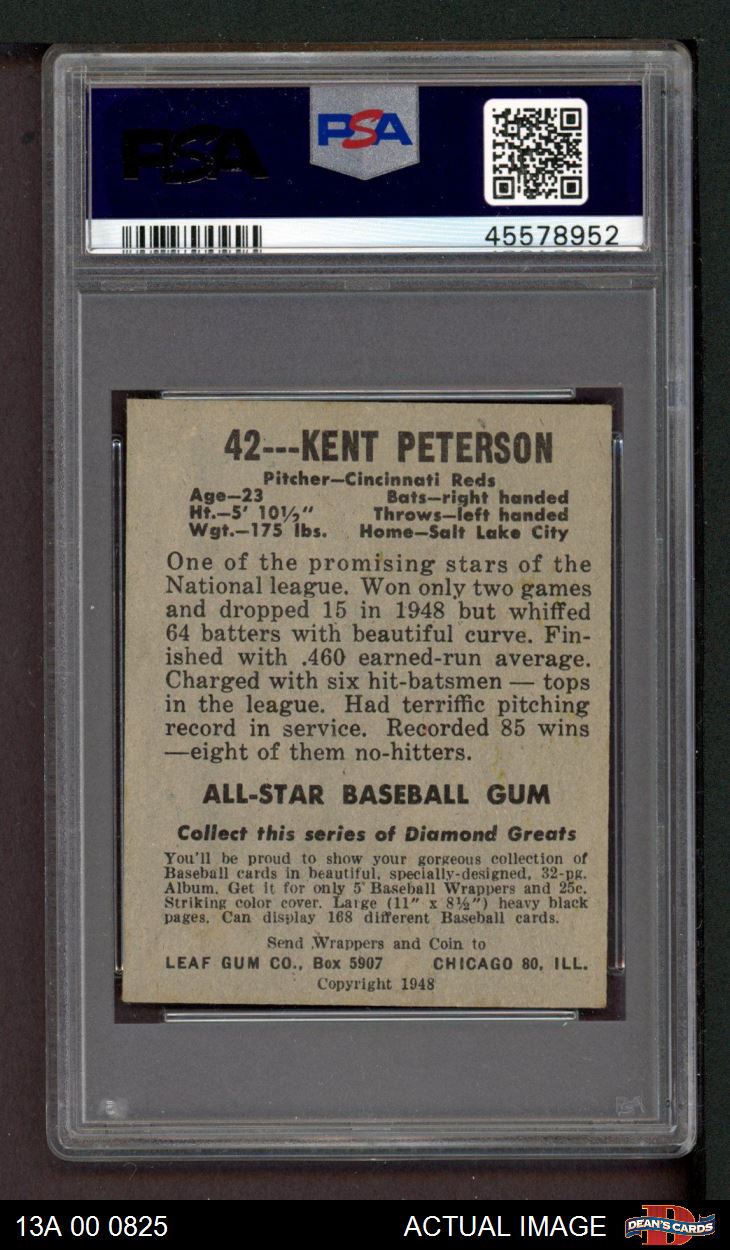 PSA
PSA
45578952
42---KENT PETERSON
Pitcher—Cincinnati Reds
Age—23 Bats—right handed
Ht.—5' 10½" Throws—left handed
Wgt.—175 lbs. Home—Salt Lake City
One of the promising stars of the
National league. Won only two games
and dropped 15 in 1948 but whiffed
64 batters with beautiful curve. Fin-
ished with .460 earned-run average.
Charged with six hit-batsmen — tops
in the league. Had terriffic pitching
record in service. Recorded 85 wins
—eight of them no-hitters.
ALL-STAR BASEBALL GUM
Collect this series of Diamond Greats
You'll be proud to show your gorgeous collection of
Baseball cards in beautiful, specially-designed, 32-pg.
Album. Get it for only 5 Baseball Wrappers and 25c.
Striking color cover. Large (11" x 8½") heavy black
pages. Can display 168 different Baseball cards.
Send Wrappers and Coin to
LEAF GUM CO., Box 5907 CHICAGO 80, ILL.
Copyright 1948
13A 00 0825 ACTUAL IMAGE DEAN'S CARDS